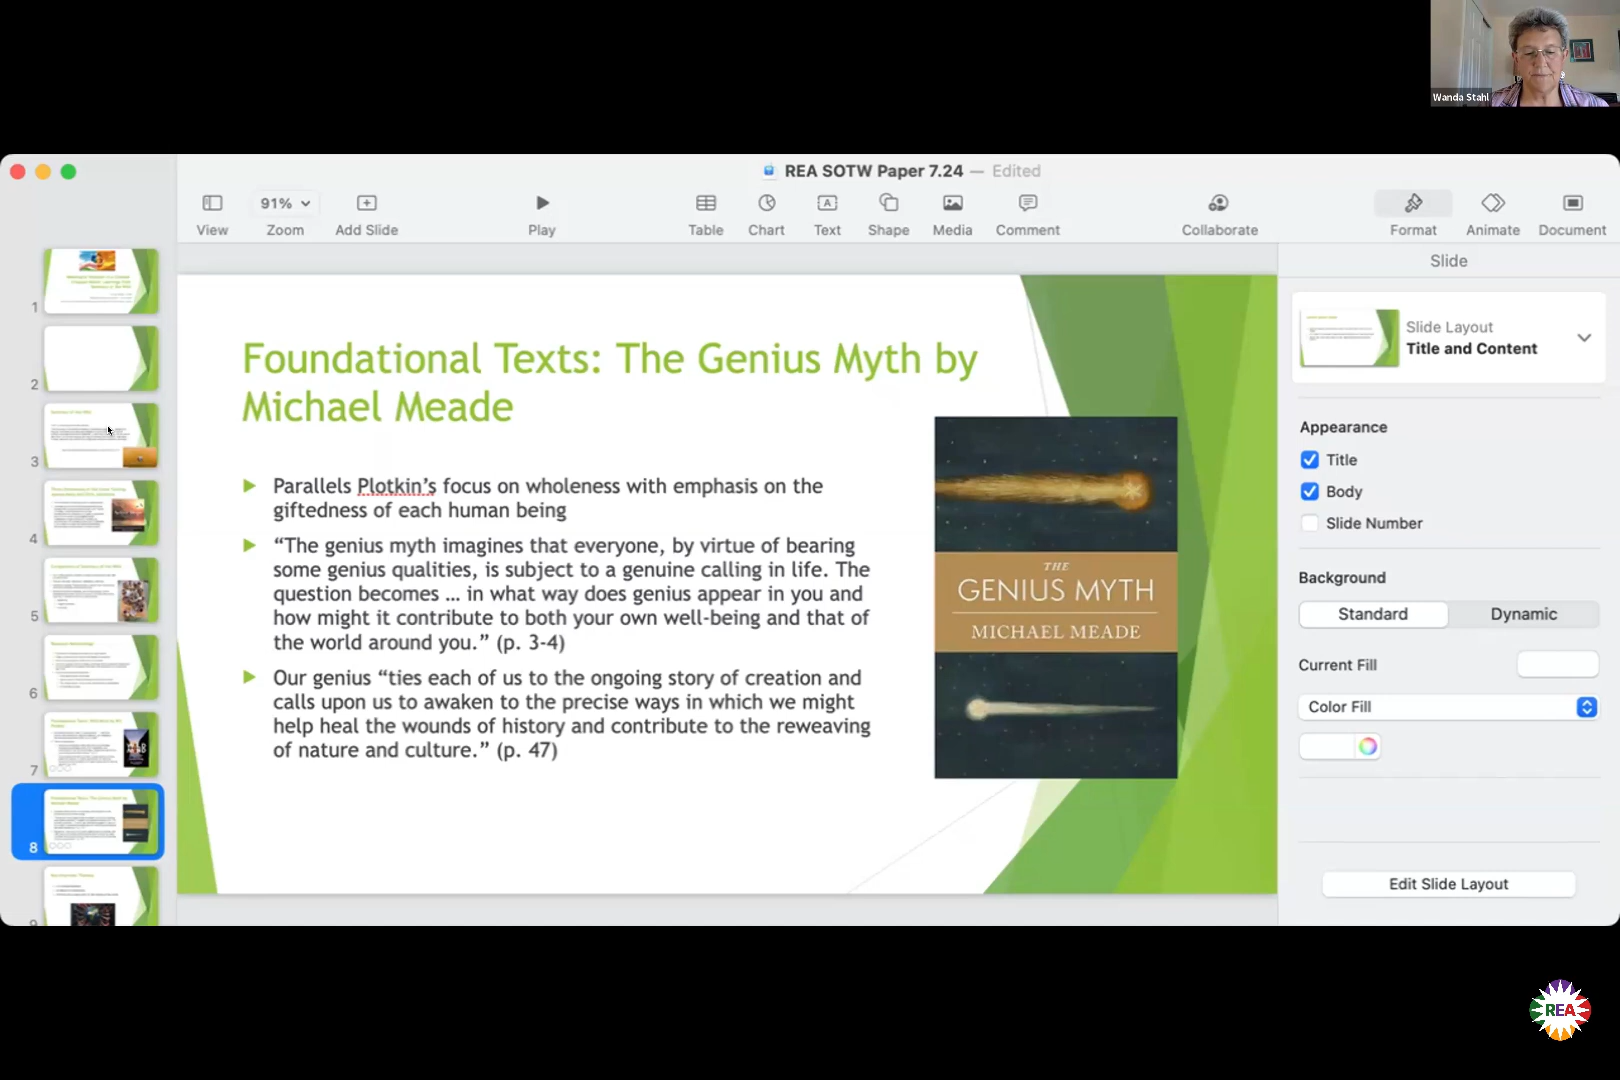 Wanda Stahl
REA SOTW Paper 7.24 — Edited
91%
View
Zoom
Add Slide
Play
Table
Chart
Text
Shape
Media
Comment
Collaborate
Format
Animate
Document
1
2
3
4
5
6
7
8
9
Foundational Texts: The Genius Myth by
Michael Meade
Parallels Plotkin’s focus on wholeness with emphasis on the
giftedness of each human being
“The genius myth imagines that everyone, by virtue of bearing
some genius qualities, is subject to a genuine calling in life. The
question becomes … in what way does genius appear in you and
how might it contribute to both your own well-being and that of
the world around you.” (p. 3-4)
Our genius “ties each of us to the ongoing story of creation and
calls upon us to awaken to the precise ways in which we might
help heal the wounds of history and contribute to the reweaving
of nature and culture.” (p. 47)
THE
GENIUS MYTH
MICHAEL MEADE
Slide
Slide Layout
Title and Content
Appearance
Title
Body
Slide Number
Background
Standard
Dynamic
Current Fill
Color Fill
Edit Slide Layout
REA